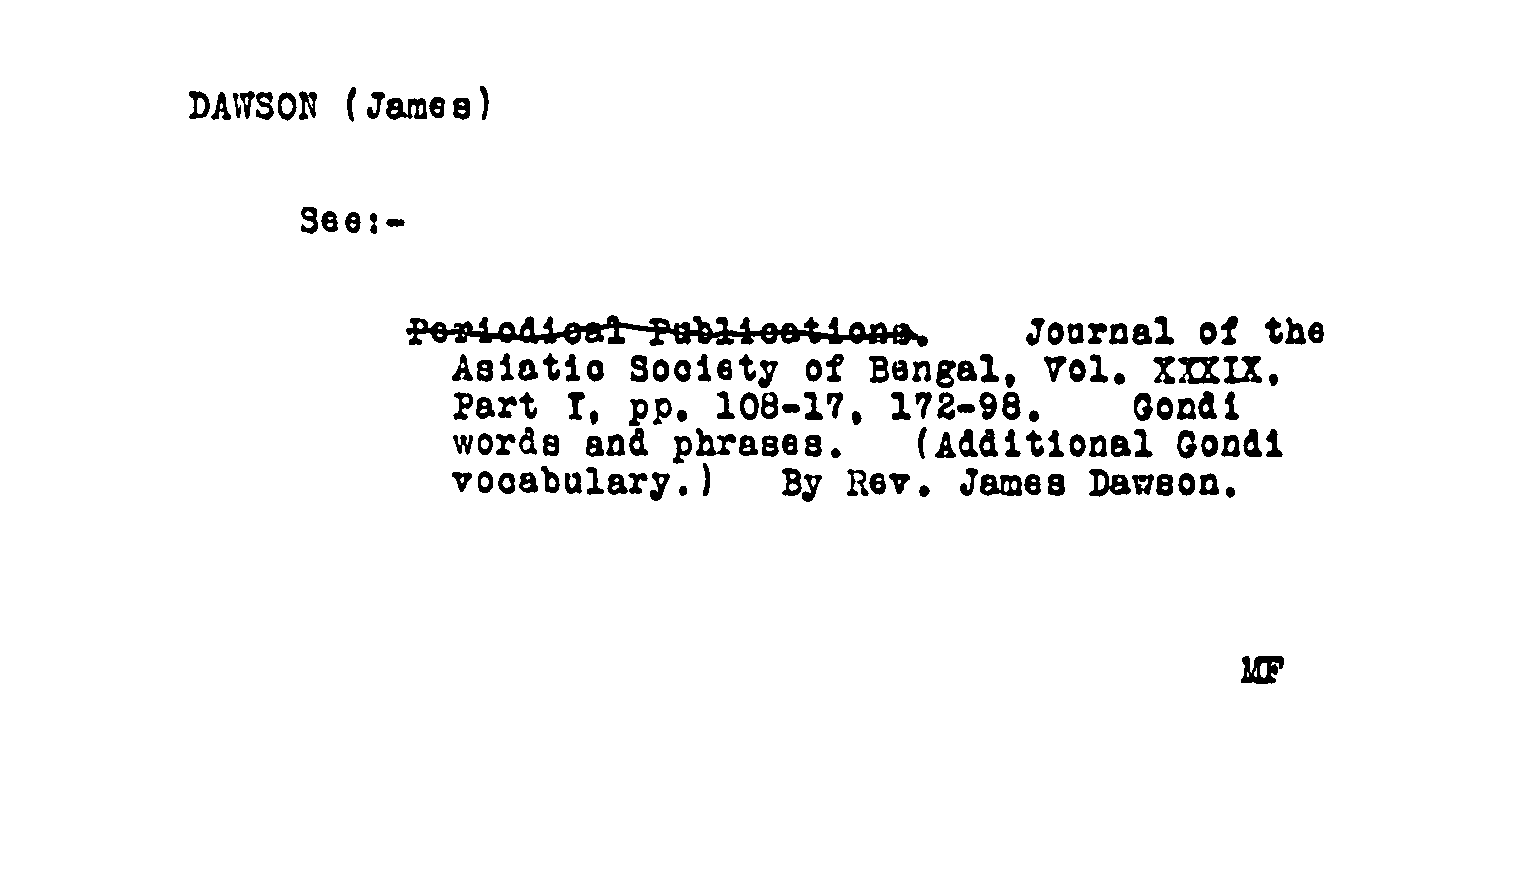 DAWSON (James)
See:-
Periodical Publications. Journal of the
Asiatic Society of Bengal, Vol. XXXIX,
Part I, pp. 108-17, 172-98. Gondi
words and phrases. (Additional Gondi
vocabulary.) By Rev. James Dawson.
MF